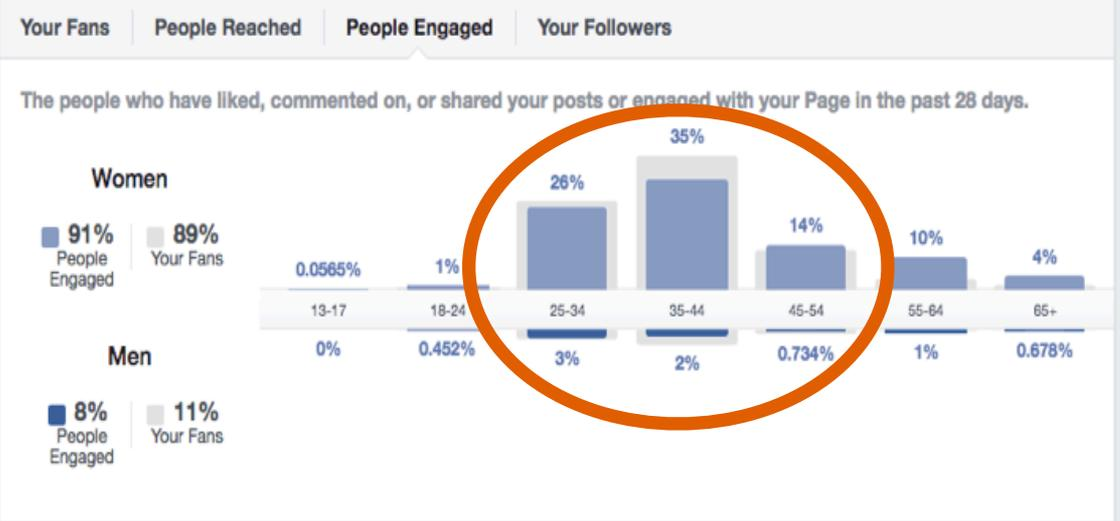 Your Fans People Reached People Engaged Your Followers
The people who have liked, commented on, or shared your posts or engaged with your Page in the past 28 days.
Women
91% 89%
People Your Fans
Engaged
35%
26%
14%
10%
4%
1%
0.0565%
13-17 18-24 25-34 35-44 45-54 55-64 65+
0% 0.452% 3% 2% 0.734% 1% 0.678%
Men
8% 11%
People Your Fans
Engaged